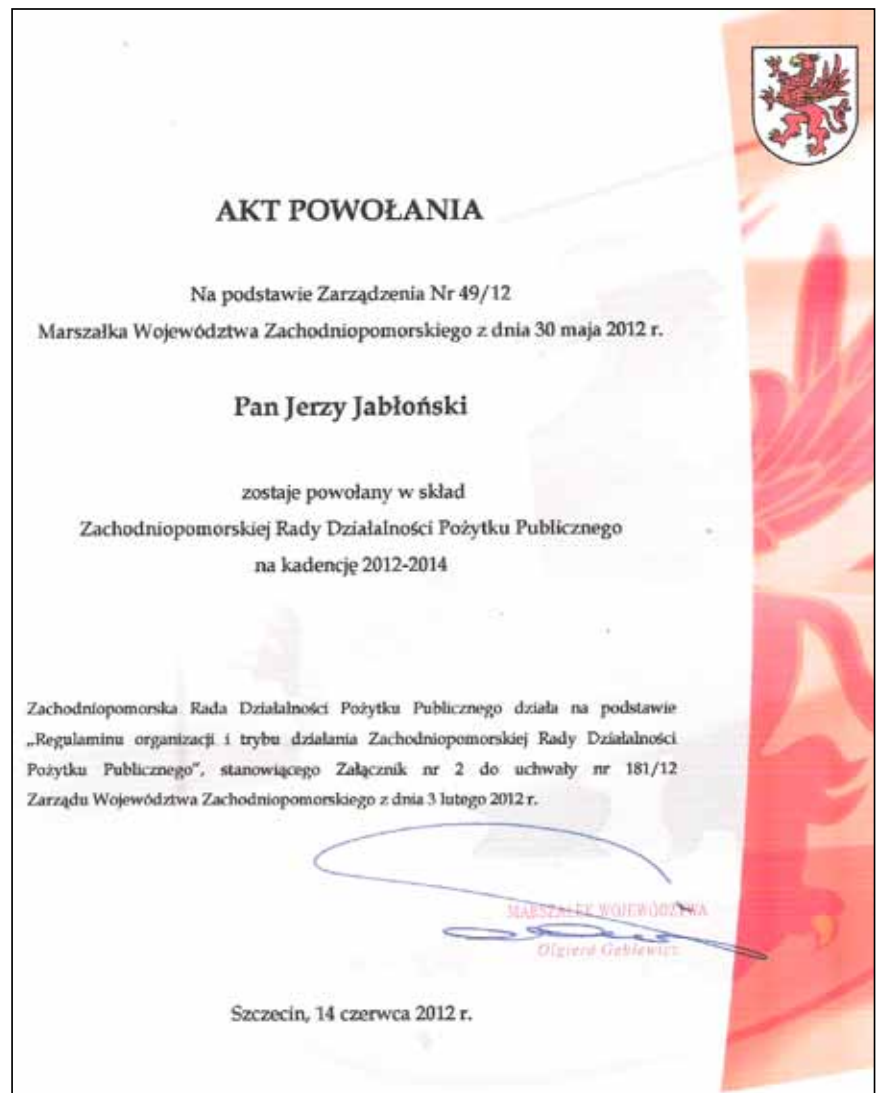 AKT POWOŁANIA
Na podstawie Zarządzenia Nr 49/12
Marszałka Województwa Zachodniopomorskiego z dnia 30 maja 2012 r.
Pan Jerzy Jabłoński
zostaje powołany w skład
Zachodniopomorskiej Rady Działalności Pożytku Publicznego
na kadencję 2012-2014
Zachodniopomorska Rada Działalności Pożytku Publicznego działa na podstawie
„Regulaminu organizacji i trybu działania Zachodniopomorskiej Rady Działalności
Pożytku Publicznego”, stanowiącego Załącznik nr 2 do uchwały nr 181/12
Zarządu Województwa Zachodniopomorskiego z dnia 3 lutego 2012 r.
MARSZAŁEK WOJEWÓDZTWA
Olgierd Geblewicz
Szczecin, 14 czerwca 2012 r.